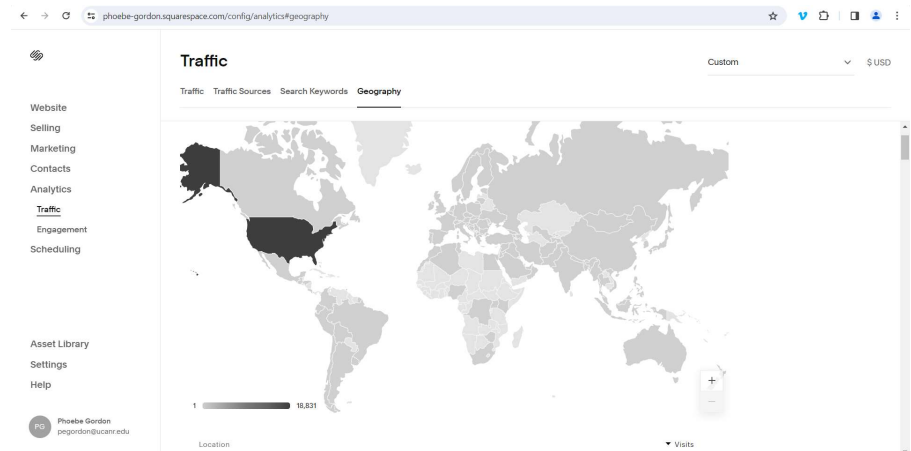 phoebe-gordon.squarespace.com/config/analytics#geography
Traffic
Custom
$ USD
Traffic Traffic Sources Search Keywords Geography
Website
Selling
Marketing
Contacts
Analytics
Traffic
Engagement
Scheduling
Asset Library
Settings
Help
PG
Phoebe Gordon
pegordon@ucanr.edu
+
−
1
18,831
Location
Visits